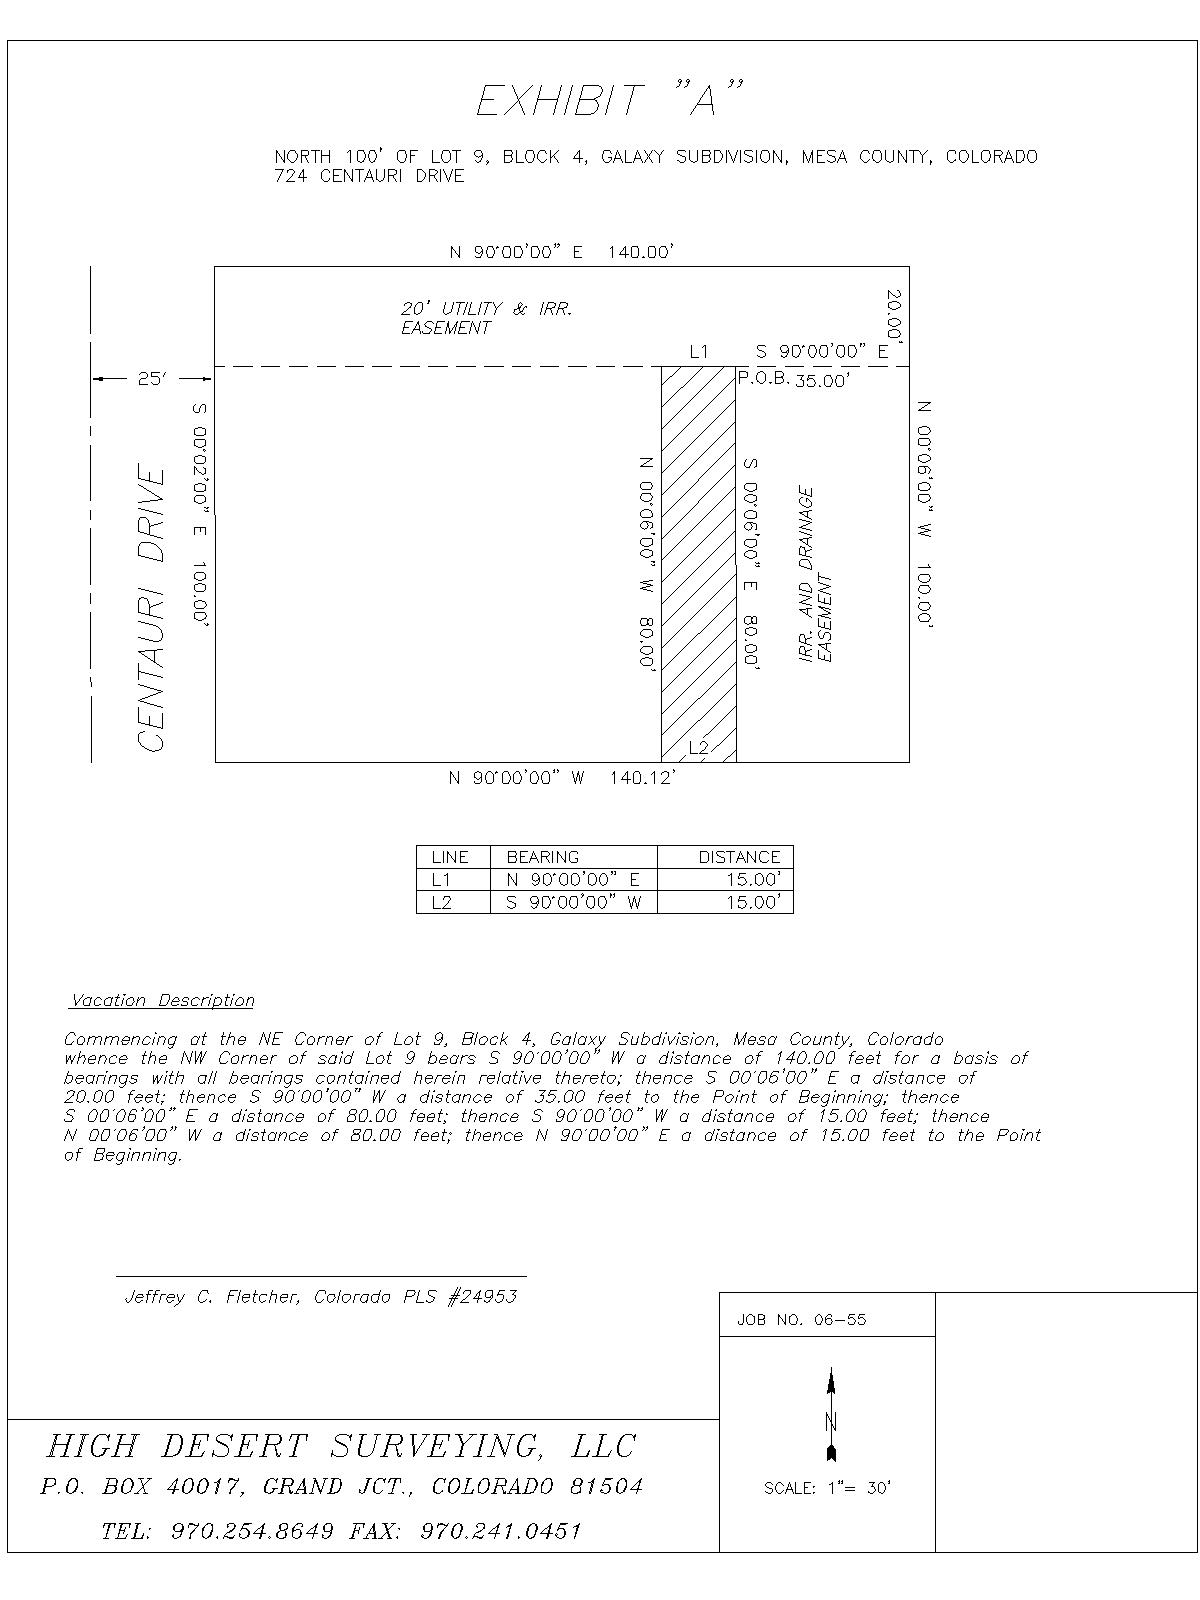 EXHIBIT "A"
NORTH 100' OF LOT 9, BLOCK 4, GALAXY SUBDIVISION, MESA COUNTY, COLORADO
724 CENTAURI DRIVE
N 90°00'00" E 140.00'
20' UTILITY & IRR.
EASEMENT
20.00'
L1
S 90°00'00" E
P.O.B.
35.00'
25'
CENTAURI DRIVE
S 00°02'00" E 100.00'
N 00°06'00" W 80.00'
S 00°06'00" E 80.00'
IRR. AND DRAINAGE
EASEMENT
N 00°06'00" W 100.00'
L2
N 90°00'00" W 140.12'
LINE BEARING DISTANCE
L1 N 90°00'00" E 15.00'
L2 S 90°00'00" W 15.00'
Vacation Description
Commencing at the NE Corner of Lot 9, Block 4, Galaxy Subdivision, Mesa County, Colorado
whence the NW Corner of said Lot 9 bears S 90°00'00" W a distance of 140.00 feet for a basis of
bearings with all bearings contained herein relative thereto; thence S 00°06'00" E a distance of
20.00 feet; thence S 90°00'00" W a distance of 35.00 feet to the Point of Beginning; thence
S 00°06'00" E a distance of 80.00 feet; thence S 90°00'00" W a distance of 15.00 feet; thence
N 00°06'00" W a distance of 80.00 feet; thence N 90°00'00" E a distance of 15.00 feet to the Point
of Beginning.
Jeffrey C. Fletcher, Colorado PLS #24953
JOB NO. 06-55
N
SCALE: 1"= 30'
HIGH DESERT SURVEYING, LLC
P.O. BOX 40017, GRAND JCT., COLORADO 81504
TEL: 970.254.8649 FAX: 970.241.0451